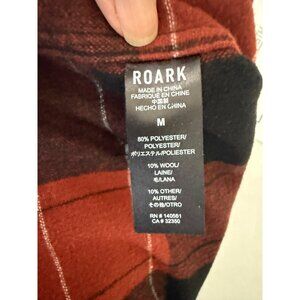 ROARK
MADE IN CHINA
FABRIQUÉ EN CHINE
中国製
HECHO EN CHINA
M
80% POLYESTER/
POLYESTER/
ポリエステル/POLIESTER
10% WOOL/
LAINE/
毛/LANA
10% OTHER/
AUTRES/
その他/OTRO
RN # 140551
CA # 32350